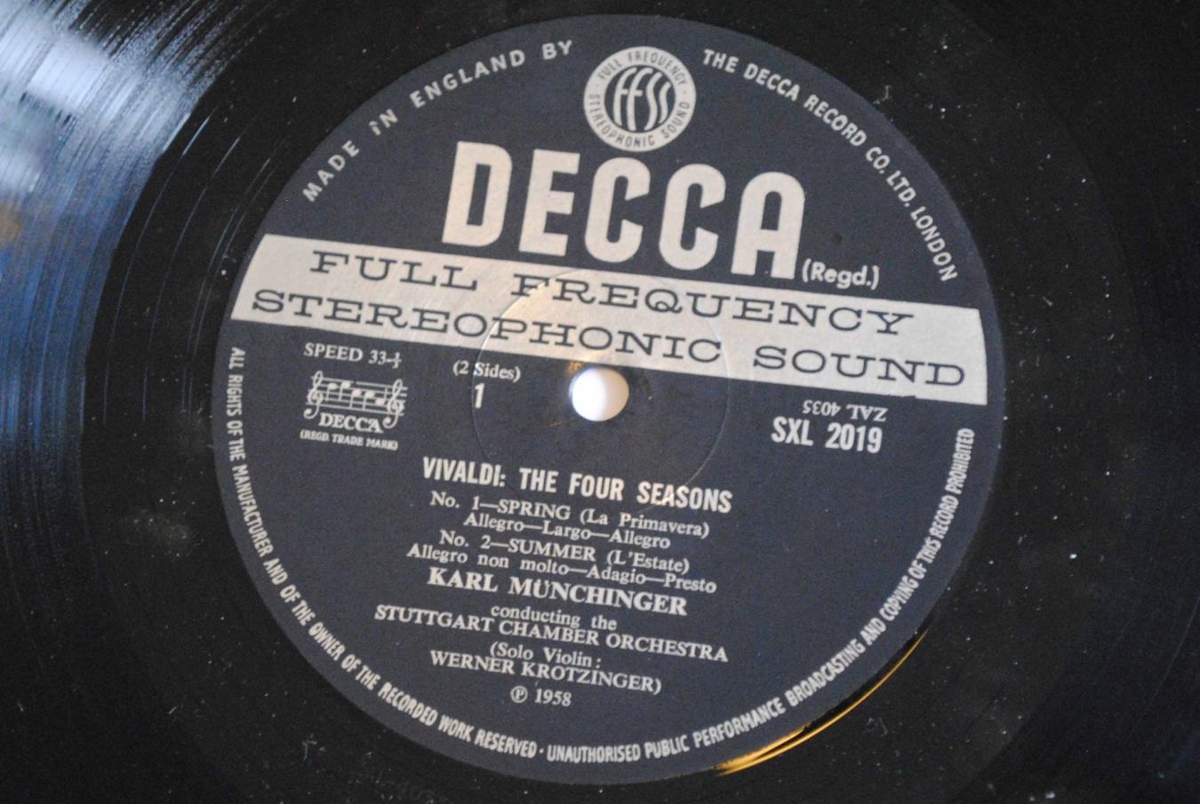 MADE IN ENGLAND BY
THE DECCA RECORD CO. LTD. LONDON
· FULL FREQUENCY ·
FFSS
STEREOPHONIC SOUND
DECCA (Regd.)
FULL FREQUENCY
STEREOPHONIC SOUND
SPEED 33-⅓
DECCA
(REGD. TRADE MARK)
(2 Sides)
1
ZAL 4035
SXL 2019
VIVALDI: THE FOUR SEASONS
No. 1—SPRING (La Primavera)
Allegro—Largo—Allegro
No. 2—SUMMER (L'Estate)
Allegro non molto—Adagio—Presto
KARL MÜNCHINGER
conducting the
STUTTGART CHAMBER ORCHESTRA
(Solo Violin:
WERNER KROTZINGER)
℗ 1958
ALL RIGHTS OF THE MANUFACTURER AND OF THE OWNER OF THE RECORDED WORK RESERVED · UNAUTHORISED PUBLIC PERFORMANCE BROADCASTING AND COPYING OF THIS RECORD PROHIBITED